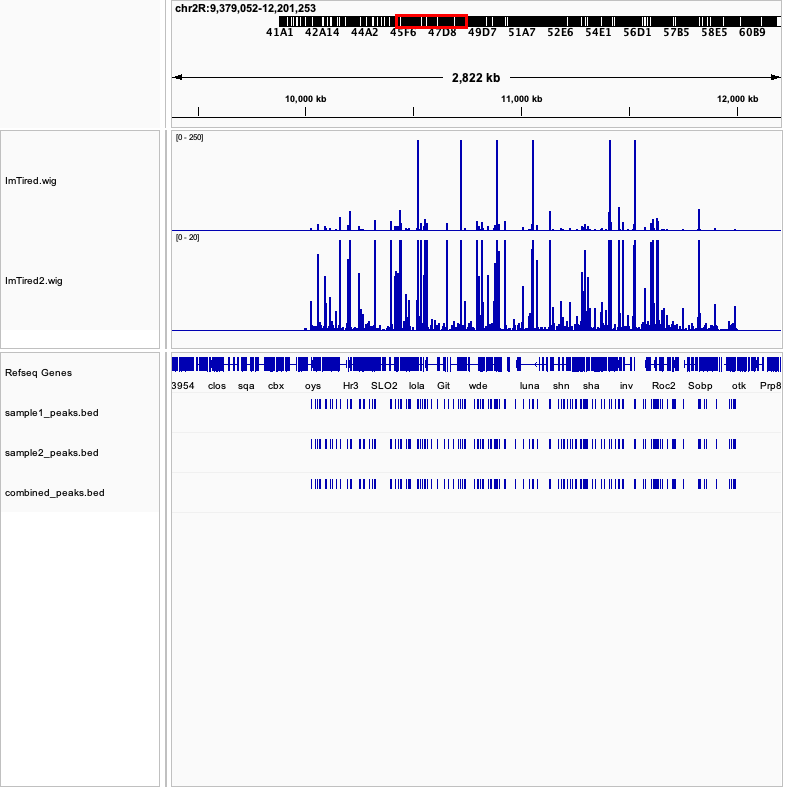 chr2R:9,379,052-12,201,253
41A1 42A14 44A2 45F6 47D8 49D7 51A7 52E6 54E1 56D1 57B5 58E5 60B9
2,822 kb
10,000 kb 11,000 kb 12,000 kb
[0 - 250]
ImTired.wig
[0 - 20]
ImTired2.wig
Refseq Genes
3954 clos sqa cbx oys Hr3 SLO2 lola Git wde luna shn sha inv Roc2 Sobp otk Prp8
sample1_peaks.bed
sample2_peaks.bed
combined_peaks.bed